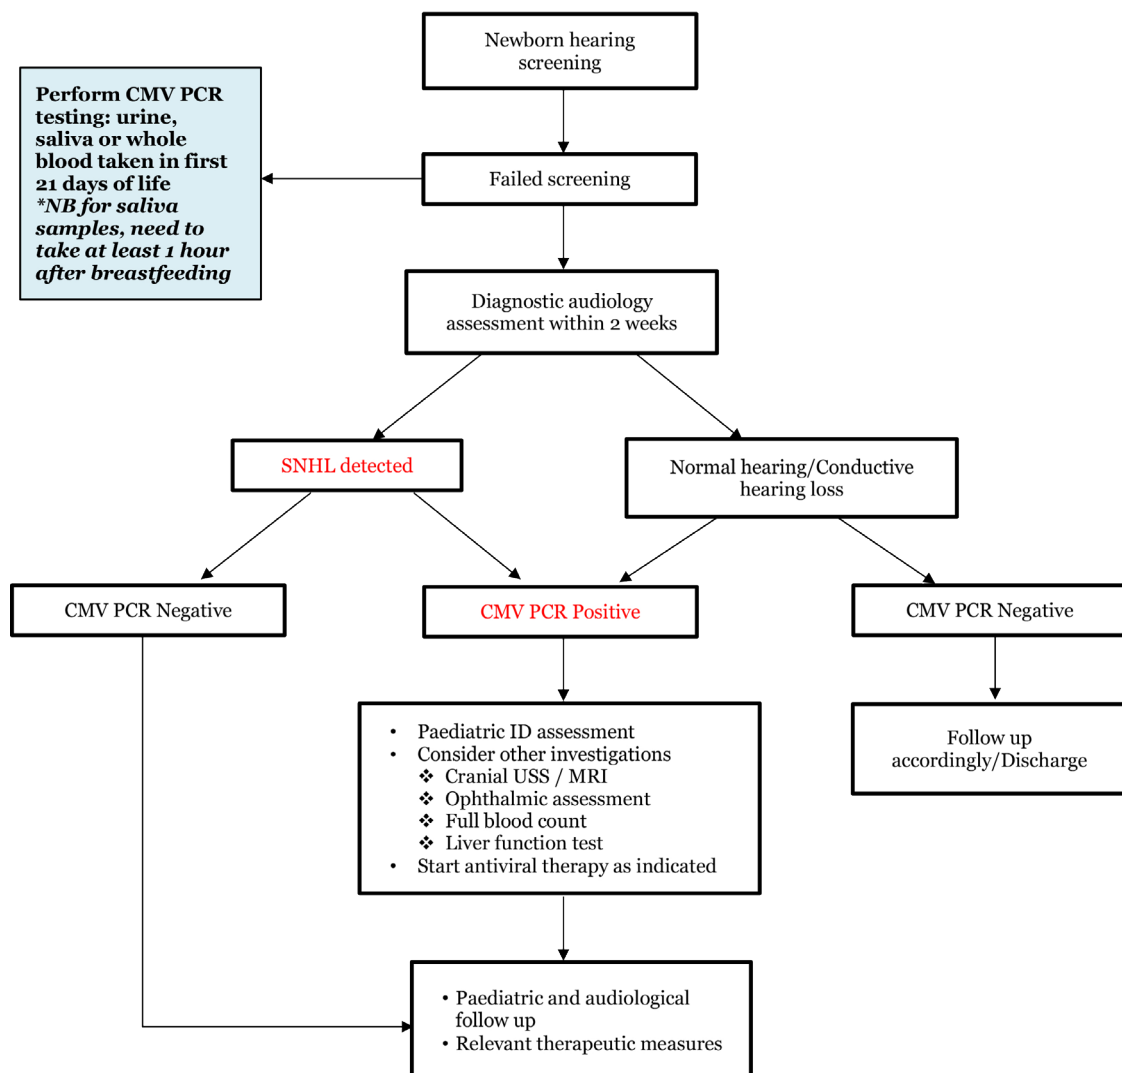 Newborn hearing
screening
Perform CMV PCR
testing: urine,
saliva or whole
blood taken in first
21 days of life
*NB for saliva
samples, need to
take at least 1 hour
after breastfeeding
Failed screening
Diagnostic audiology
assessment within 2 weeks
SNHL detected
Normal hearing/Conductive
hearing loss
CMV PCR Negative
CMV PCR Positive
CMV PCR Negative
• Paediatric ID assessment
• Consider other investigations
❖ Cranial USS / MRI
❖ Ophthalmic assessment
❖ Full blood count
❖ Liver function test
• Start antiviral therapy as indicated
Follow up
accordingly/Discharge
• Paediatric and audiological
follow up
• Relevant therapeutic measures